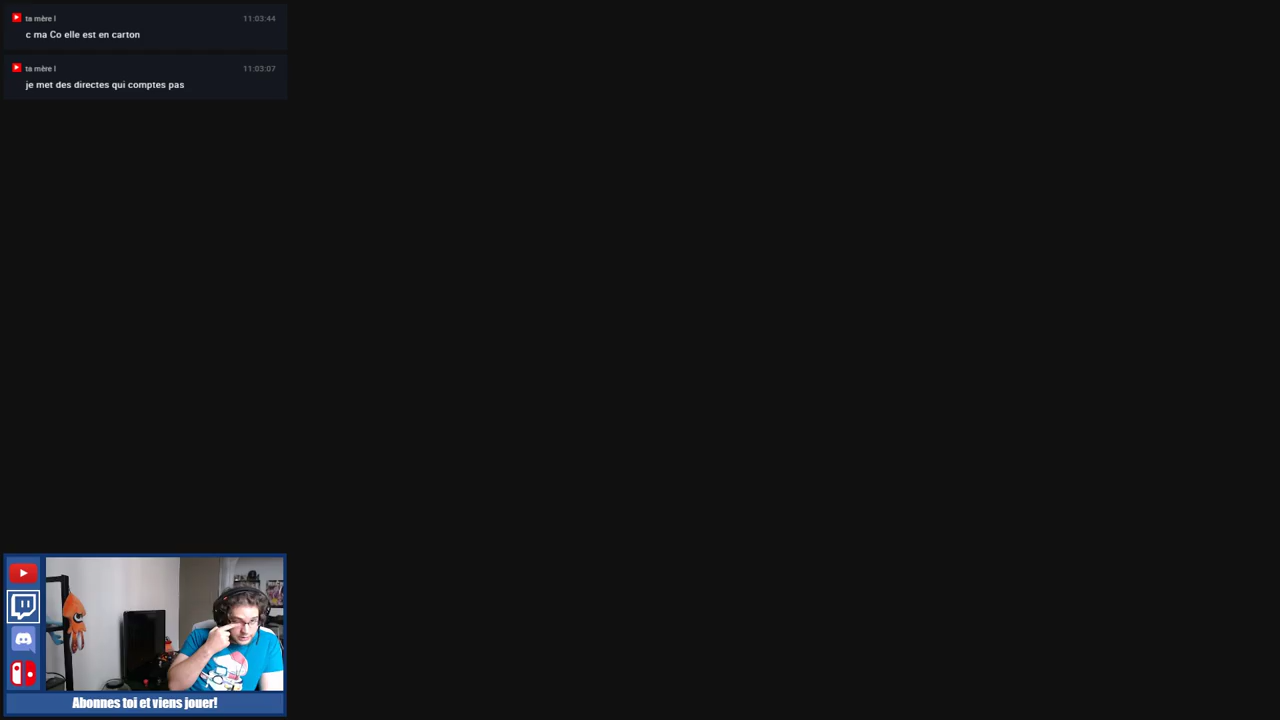 ta mère !
11:03:44
c ma Co elle est en carton
ta mère !
11:03:07
je met des directes qui comptes pas
Abonnes toi et viens jouer!